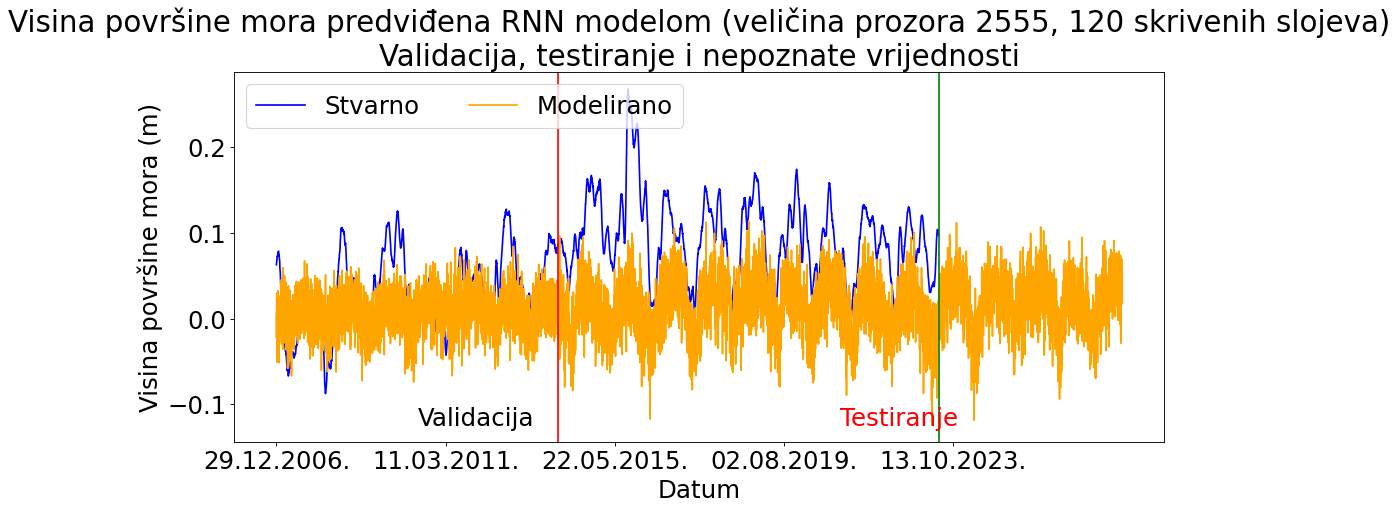 Visina površine mora predviđena RNN modelom (veličina prozora 2555, 120 skrivenih slojeva)
Validacija, testiranje i nepoznate vrijednosti
Stvarno
Modelirano
Visina površine mora (m)
0.2
0.1
0.0
−0.1
Validacija
Testiranje
29.12.2006.
11.03.2011.
22.05.2015.
02.08.2019.
13.10.2023.
Datum